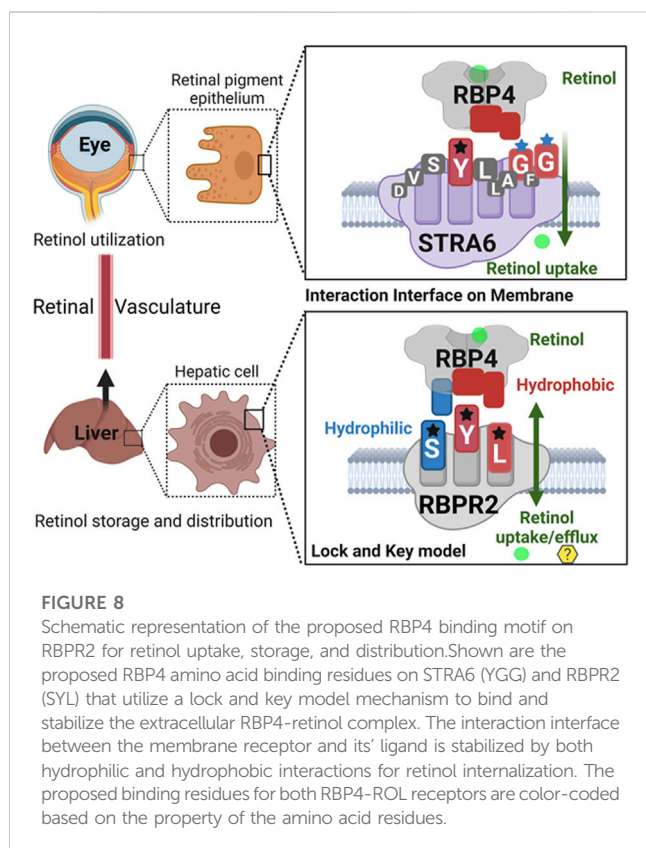 Retinal pigment
epithelium
Eye
Retinol utilization
Retinal Vasculature
Liver
Hepatic cell
Retinol storage and distribution
RBP4
Retinol
D V S Y L L A G F G
STRA6
Retinol uptake
Interaction Interface on Membrane
Retinol
RBP4
Hydrophobic
Hydrophilic
S Y L
RBPR2
Retinol
uptake/efflux
Lock and Key model
?
FIGURE 8
Schematic representation of the proposed RBP4 binding motif on
RBPR2 for retinol uptake, storage, and distribution.Shown are the
proposed RBP4 amino acid binding residues on STRA6 (YGG) and RBPR2
(SYL) that utilize a lock and key model mechanism to bind and
stabilize the extracellular RBP4-retinol complex. The interaction interface
between the membrane receptor and its' ligand is stabilized by both
hydrophilic and hydrophobic interactions for retinol internalization. The
proposed binding residues for both RBP4-ROL receptors are color-coded
based on the property of the amino acid residues.